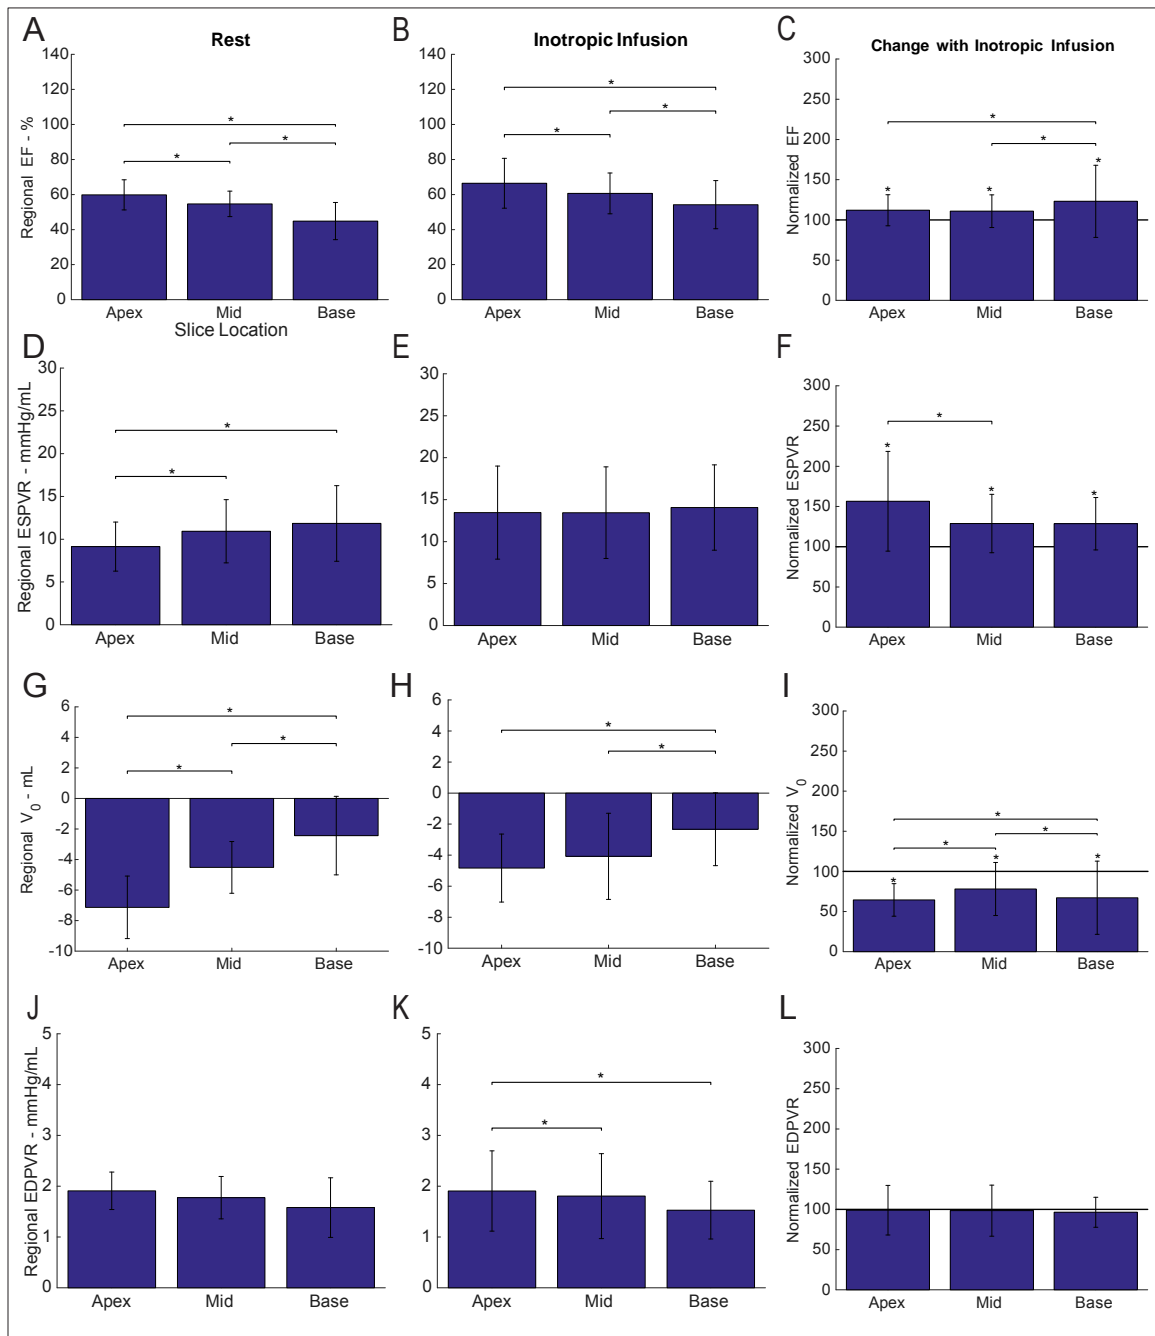 A
Rest
Regional EF - %
140
120
100
80
60
40
20
0
* * *
Apex Mid Base
Slice Location
B
Inotropic Infusion
140
120
100
80
60
40
20
0
* * *
Apex Mid Base
C
Change with Inotropic Infusion
Normalized EF
300
250
200
150
100
50
0
* * * * *
Apex Mid Base
D
Regional ESPVR - mmHg/mL
30
25
20
15
10
5
0
* *
Apex Mid Base
E
30
25
20
15
10
5
0
Apex Mid Base
F
Normalized ESPVR
300
250
200
150
100
50
0
* * * *
Apex Mid Base
G
Regional V0 - mL
6
4
2
0
-2
-4
-6
-8
-10
* * *
Apex Mid Base
H
6
4
2
0
-2
-4
-6
-8
-10
* *
Apex Mid Base
I
Normalized V0
300
250
200
150
100
50
0
* * * * * *
Apex Mid Base
J
Regional EDPVR - mmHg/mL
5
4
3
2
1
0
Apex Mid Base
K
5
4
3
2
1
0
* *
Apex Mid Base
L
Normalized EDPVR
300
250
200
150
100
50
0
Apex Mid Base